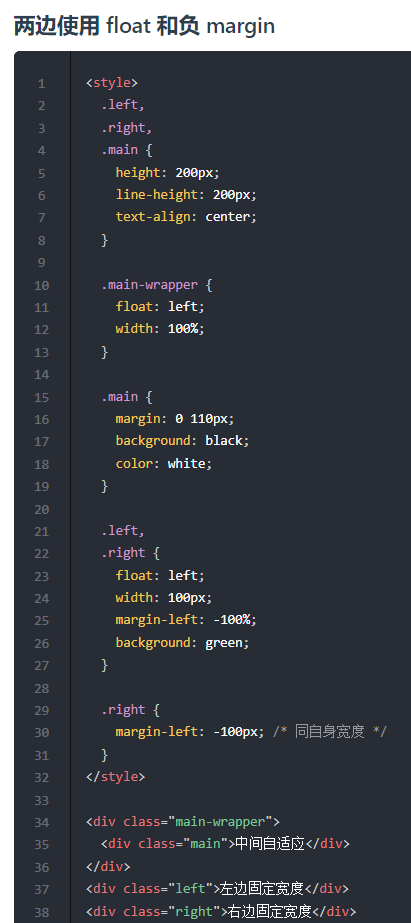 两边使用 float 和负 margin
1 <style>
2 .left,
3 .right,
4 .main {
5 height: 200px;
6 line-height: 200px;
7 text-align: center;
8 }
9
10 .main-wrapper {
11 float: left;
12 width: 100%;
13 }
14
15 .main {
16 margin: 0 110px;
17 background: black;
18 color: white;
19 }
20
21 .left,
22 .right {
23 float: left;
24 width: 100px;
25 margin-left: -100%;
26 background: green;
27 }
28
29 .right {
30 margin-left: -100px; /* 同自身宽度 */
31 }
32 </style>
33
34 <div class="main-wrapper">
35 <div class="main">中间自适应</div>
36 </div>
37 <div class="left">左边固定宽度</div>
38 <div class="right">右边固定宽度</div>